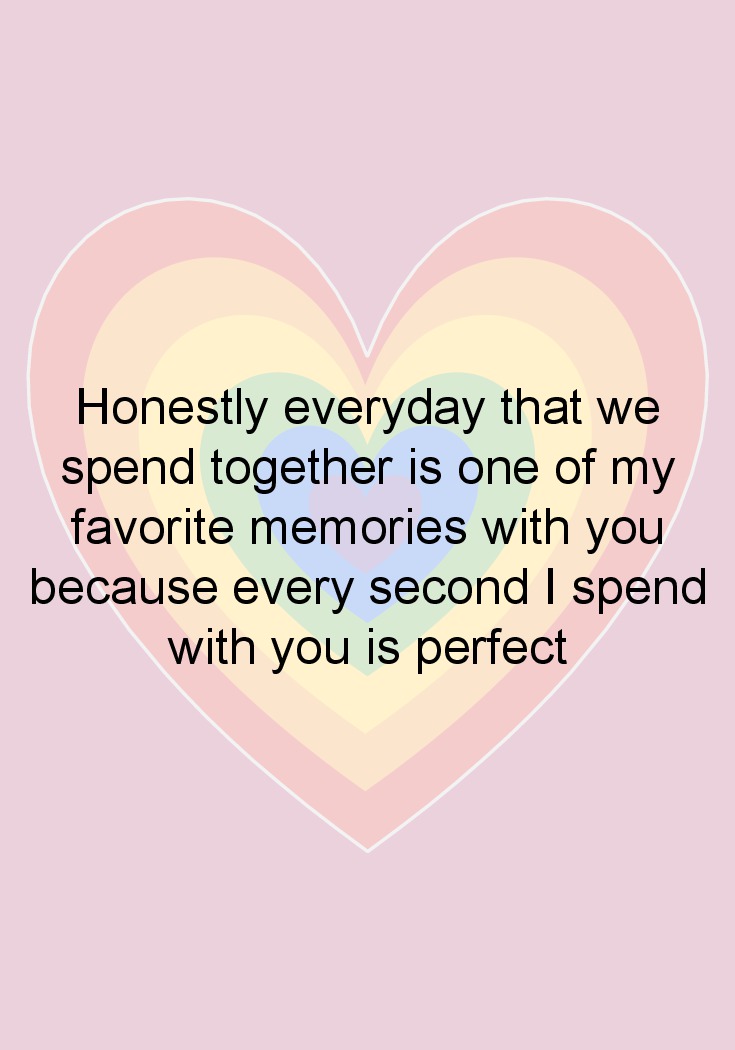 Honestly everyday that we
spend together is one of my
favorite memories with you
because every second I spend
with you is perfect